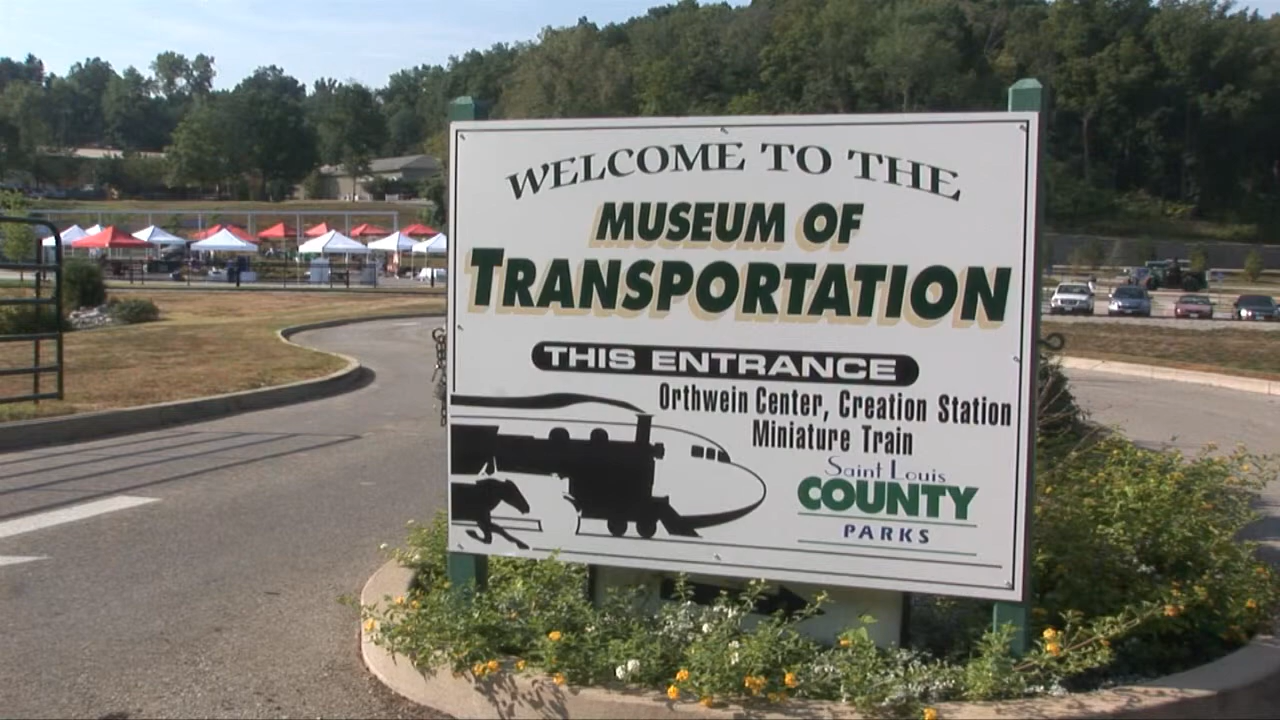 WELCOME TO THE
MUSEUM OF
TRANSPORTATION
THIS ENTRANCE
Orthwein Center, Creation Station
Miniature Train
Saint Louis
COUNTY
PARKS